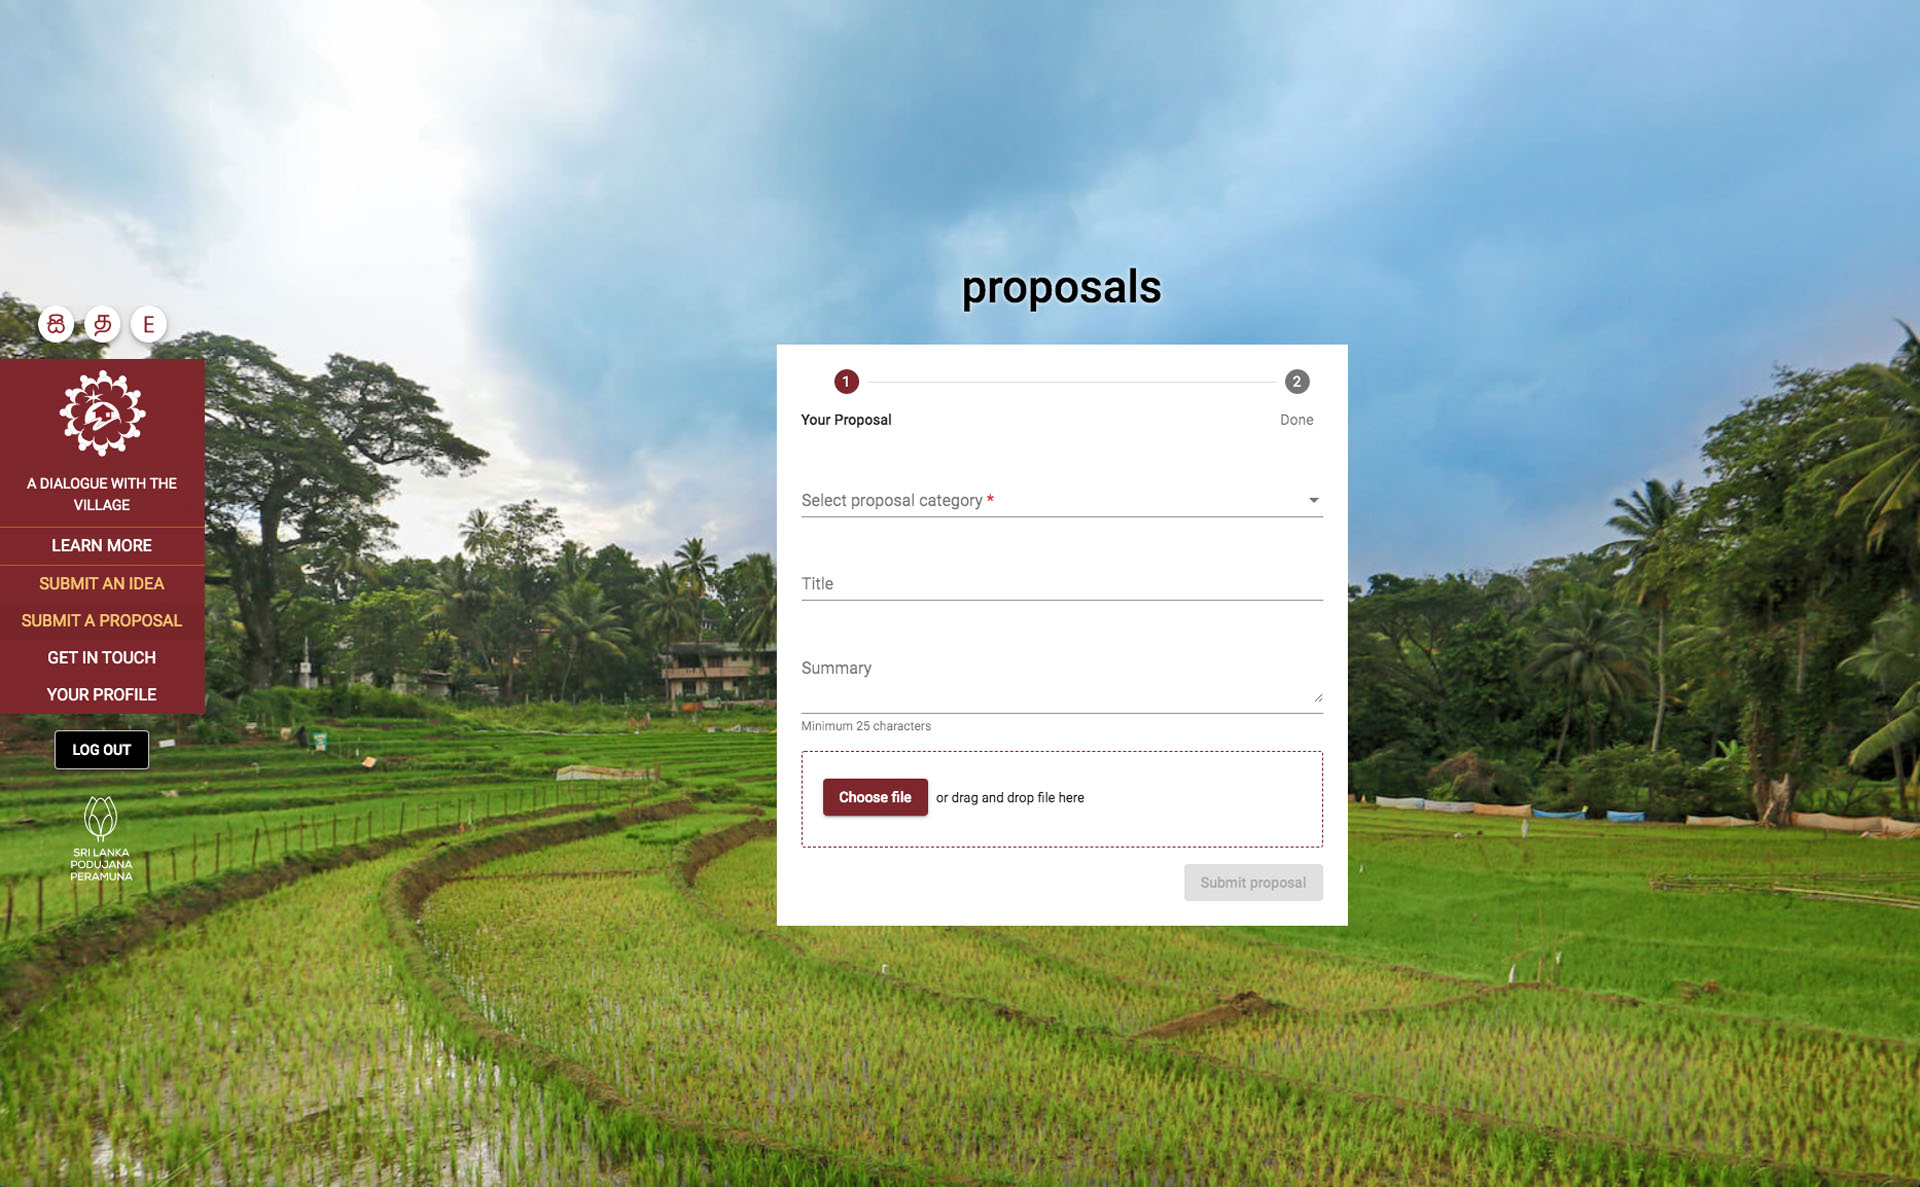 proposals
සි
த
E
A DIALOGUE WITH THE
VILLAGE
LEARN MORE
SUBMIT AN IDEA
SUBMIT A PROPOSAL
GET IN TOUCH
YOUR PROFILE
LOG OUT
SRI LANKA
PODUJANA
PERAMUNA
1
2
Your Proposal
Done
Select proposal category *
Title
Summary
Minimum 25 characters
Choose file or drag and drop file here
Submit proposal